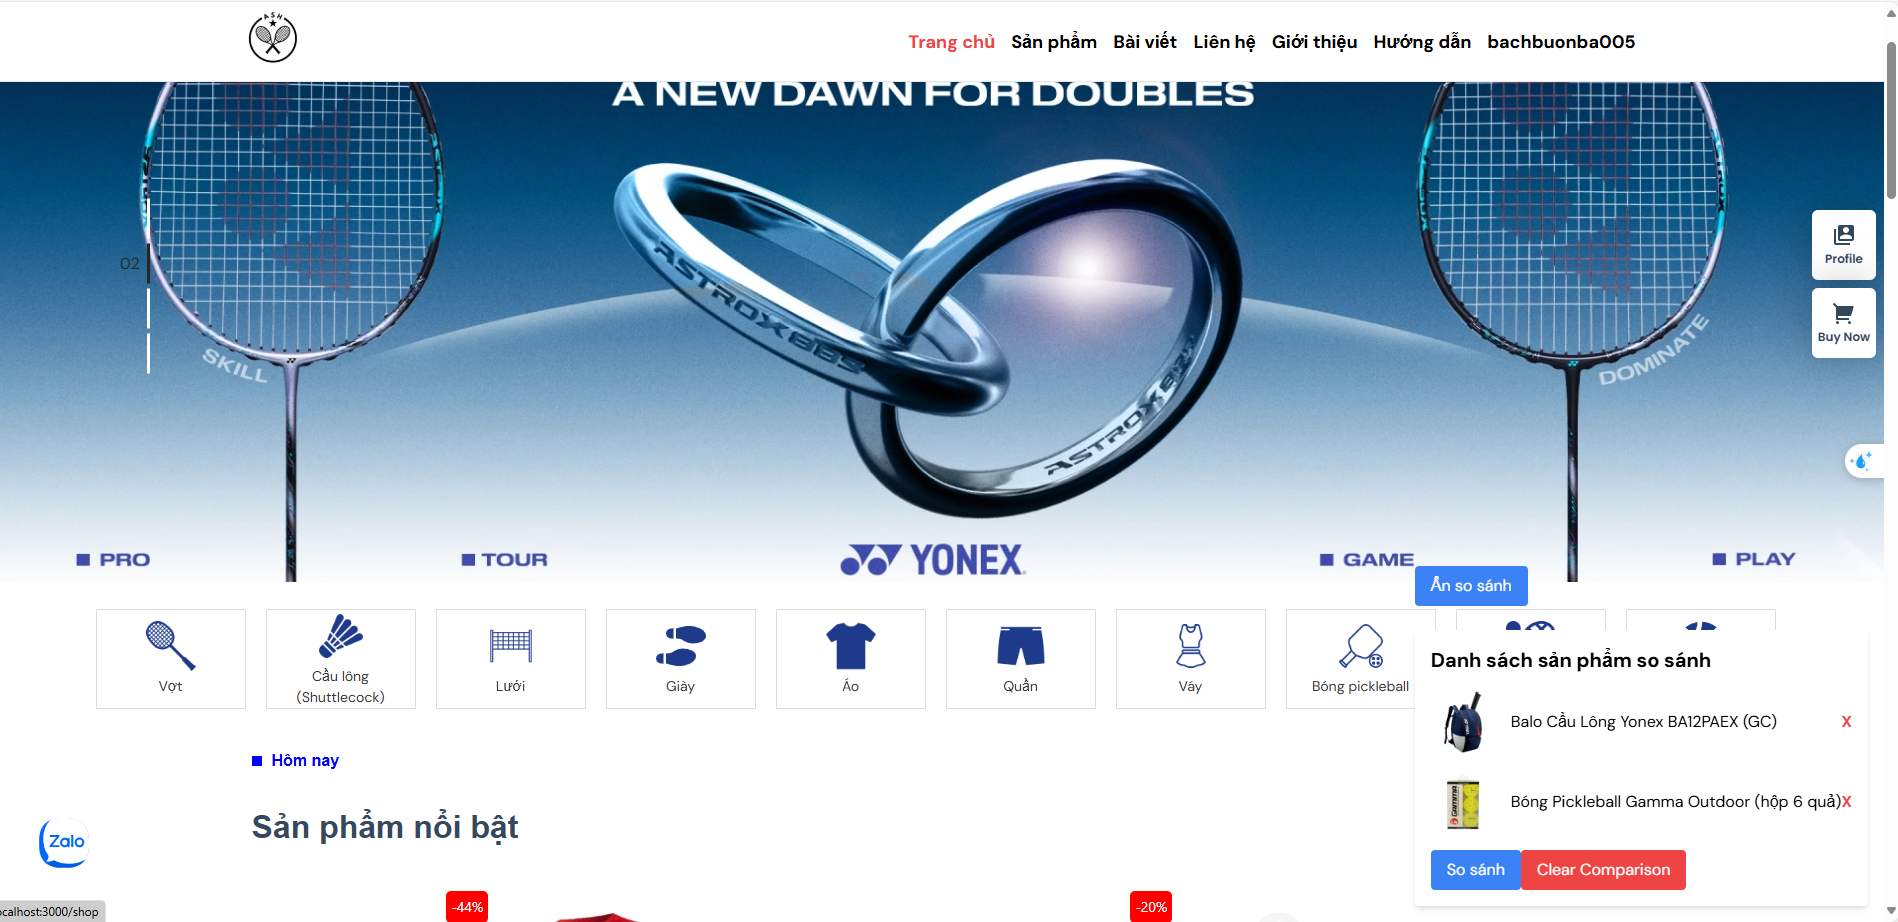 ASH
Trang chủ Sản phẩm Bài viết Liên hệ Giới thiệu Hướng dẫn bachbuonba005
A NEW DAWN FOR DOUBLES
02
ASTROX88S
ASTROX88
SKILL
DOMINATE
Profile
Buy Now
PRO
TOUR
YONEX
GAME
PLAY
Ẩn so sánh
Vợt
Cầu lông
(Shuttlecock)
Lưới
Giày
Áo
Quần
Váy
Bóng pickleball
Danh sách sản phẩm so sánh
Balo Cầu Lông Yonex BA12PAEX (GC) X
GAMMA
Bóng Pickleball Gamma Outdoor (hộp 6 quả)X
So sánh Clear Comparison
Hôm nay
Sản phẩm nổi bật
Zalo
-44%
-20%
ocalhost:3000/shop